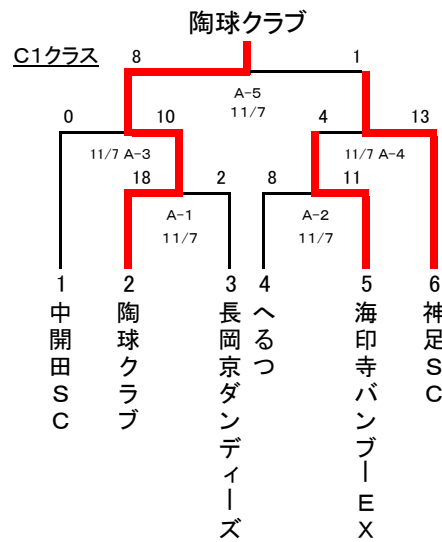 陶球クラブ
C1クラス
8
1
A-5
11/7
0
10
4
13
11/7 A-3
11/7 A-4
18
2
8
11
A-1
11/7
A-2
11/7
1
2
3
4
5
6
中開田SC
陶球クラブ
長岡京ダンディーズ
へるつ
海印寺バンブーEX
神足SC